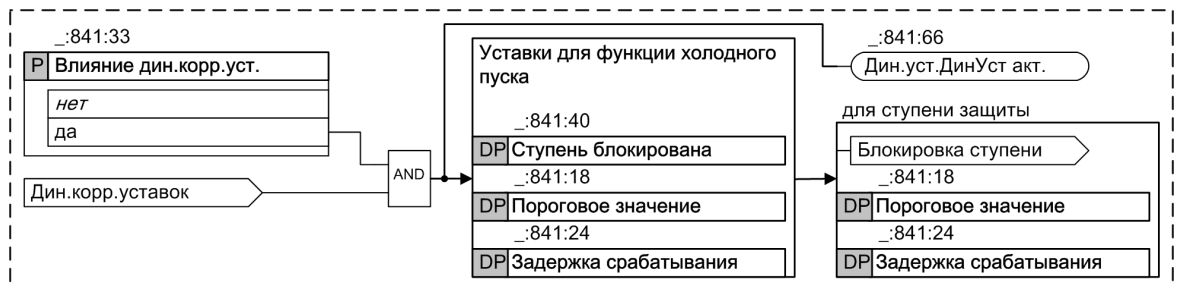 _:841:33
P Влияние дин.корр.уст.
нет
да
Дин.корр.уставок
AND
Уставки для функции холодного
пуска
_:841:40
DP Ступень блокирована
_:841:18
DP Пороговое значение
_:841:24
DP Задержка срабатывания
_:841:66
Дин.уст.ДинУст акт.
для ступени защиты
Блокировка ступени
_:841:18
DP Пороговое значение
_:841:24
DP Задержка срабатывания